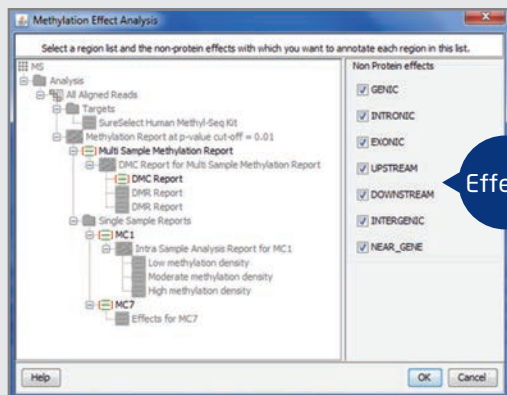 Methylation Effect Analysis
Select a region list and the non-protein effects with which you want to annotate each region in this list.
MS
Analysis
All Aligned Reads
Targets
SureSelect Human Methyl-Seq Kit
Methylation Report at p-value cut-off = 0.01
Multi Sample Methylation Report
DMC Report for Multi Sample Methylation Report
DMC Report
DMR Report
DMR Report
Single Sample Reports
MC1
Intra Sample Analysis Report for MC1
Low methylation density
Moderate methylation density
High methylation density
MC7
Effects for MC7
Non Protein effects
GENIC
INTRONIC
EXONIC
UPSTREAM
DOWNSTREAM
INTERGENIC
NEAR_GENE
Effe
Help
OK
Cancel